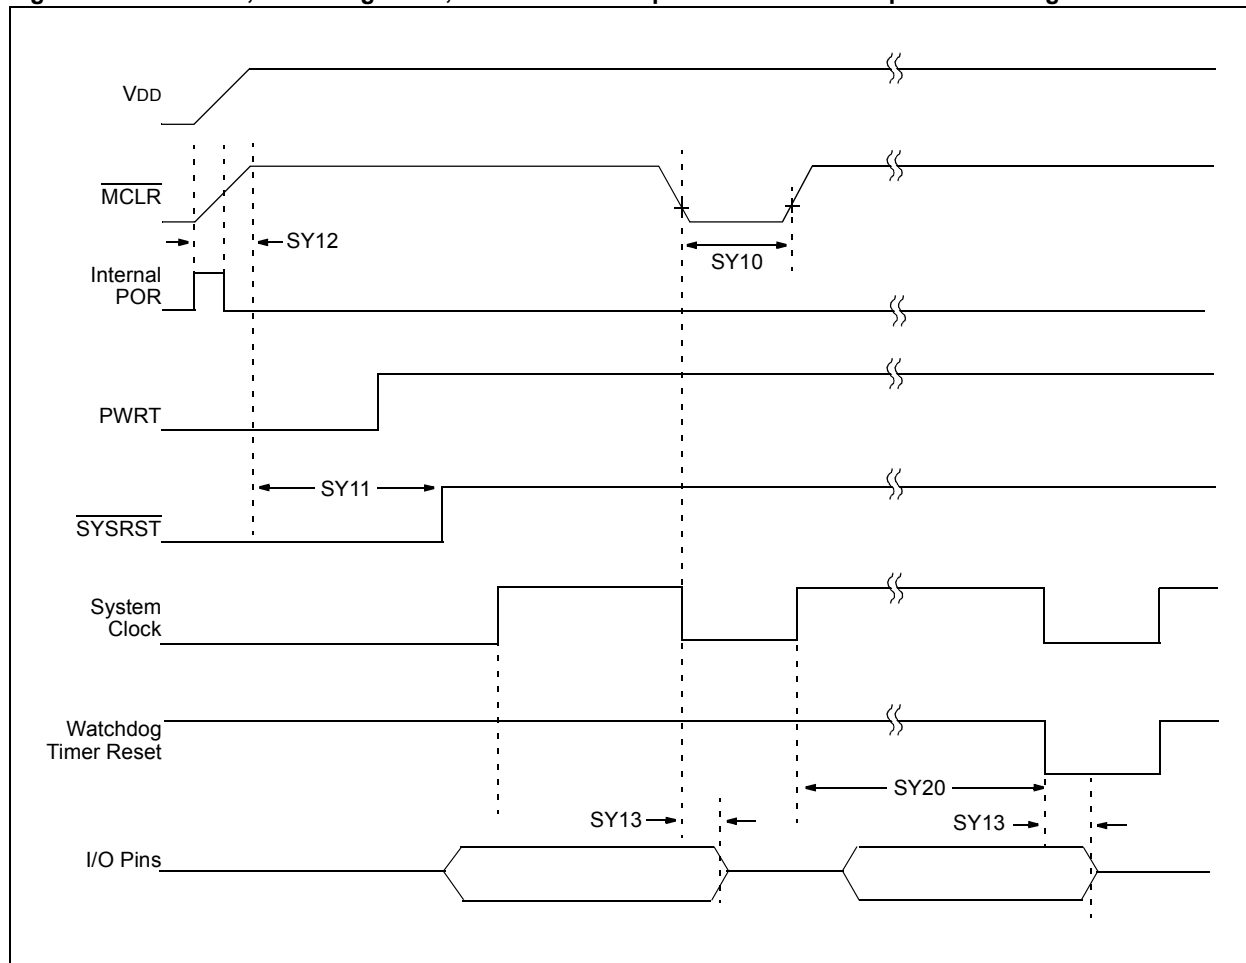 VDD
MCLR
SY12
SY10
Internal
POR
PWRT
SY11
SYSRST
System
Clock
Watchdog
Timer Reset
SY20
SY13
SY13
I/O Pins